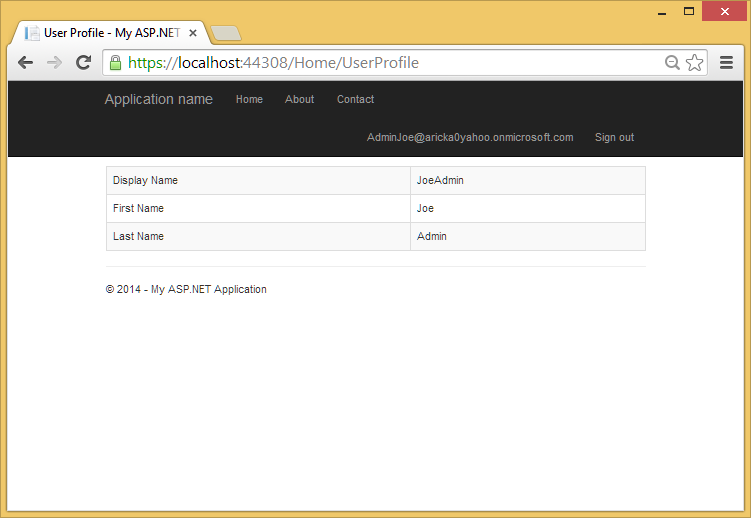 User Profile - My ASP.NET
https://localhost:44308/Home/UserProfile
Application name Home About Contact
AdminJoe@aricka0yahoo.onmicrosoft.com Sign out
Display Name JoeAdmin
First Name Joe
Last Name Admin
© 2014 - My ASP.NET Application